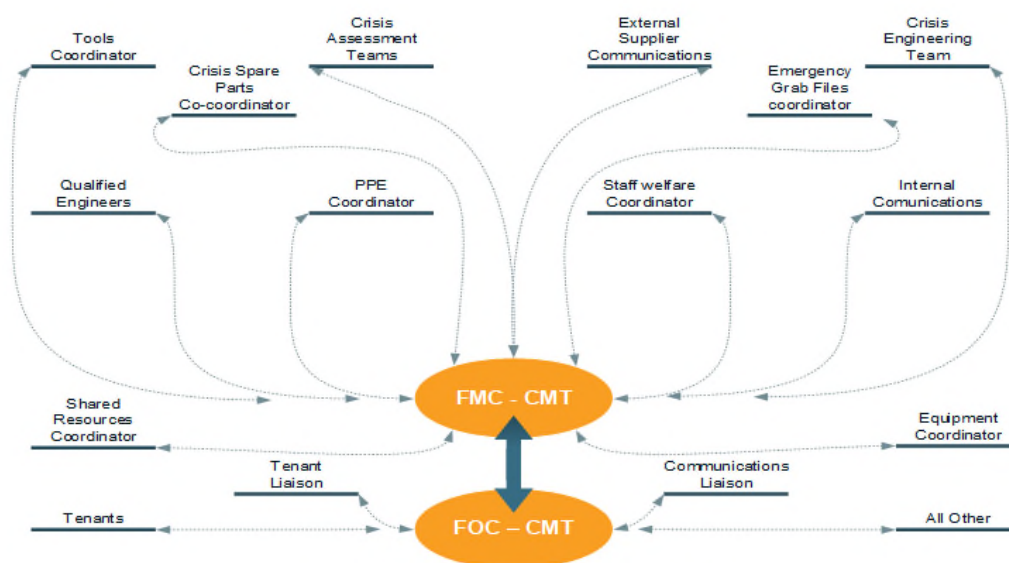 Tools
Coordinator
Crisis
Assessment
Teams
External
Supplier
Communications
Crisis
Engineering
Team
Crisis Spare
Parts
Co-coordinator
Emergency
Grab Files
coordinator
Qualified
Engineers
PPE
Coordinator
Staff welfare
Coordinator
Internal
Comunications
FMC - CMT
Shared
Resources
Coordinator
Equipment
Coordinator
Tenant
Liaison
Communications
Liaison
Tenants
FOC – CMT
All Other